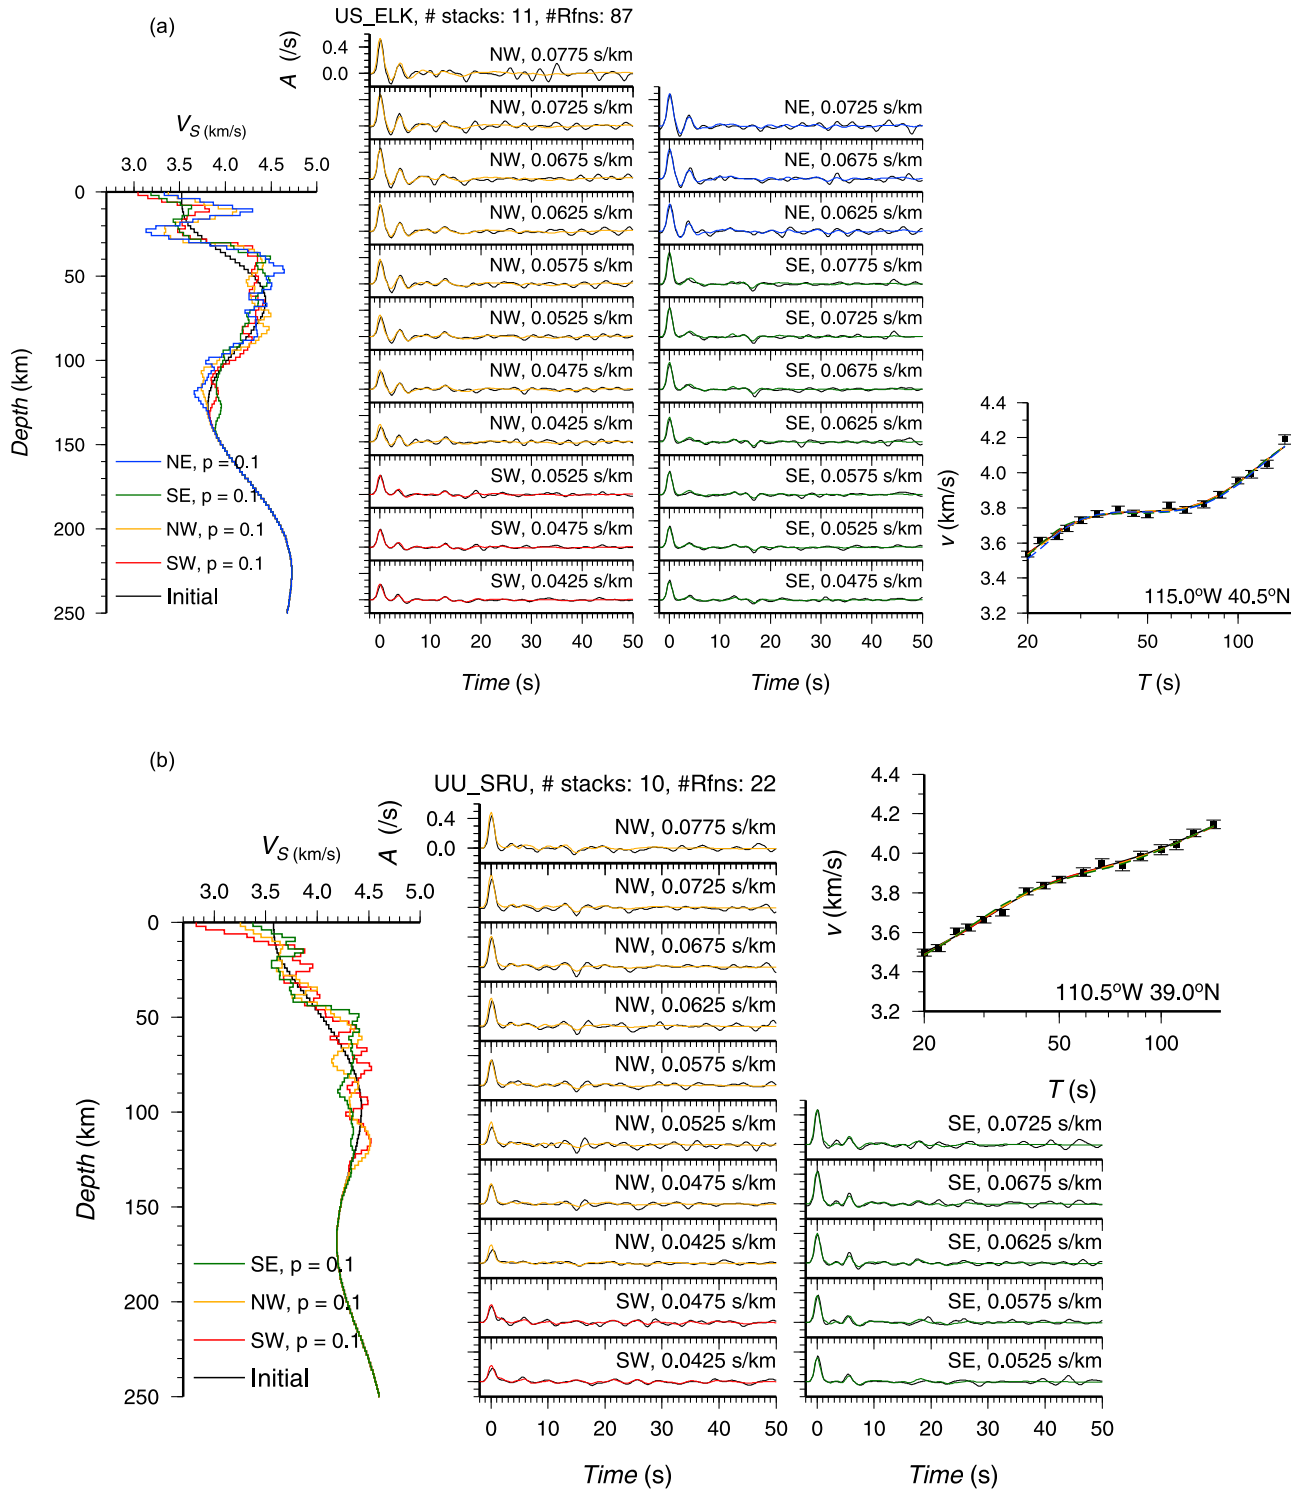 (a)
US_ELK, # stacks: 11, #Rfns: 87
A (/s)
0.4
0.0
NW, 0.0775 s/km
NW, 0.0725 s/km
NW, 0.0675 s/km
NW, 0.0625 s/km
NW, 0.0575 s/km
NW, 0.0525 s/km
NW, 0.0475 s/km
NW, 0.0425 s/km
SW, 0.0525 s/km
SW, 0.0475 s/km
SW, 0.0425 s/km
0 10 20 30 40 50
Time (s)
NE, 0.0725 s/km
NE, 0.0675 s/km
NE, 0.0625 s/km
SE, 0.0775 s/km
SE, 0.0725 s/km
SE, 0.0675 s/km
SE, 0.0625 s/km
SE, 0.0575 s/km
SE, 0.0525 s/km
SE, 0.0475 s/km
0 10 20 30 40 50
Time (s)
VS (km/s)
3.0 3.5 4.0 4.5 5.0
0
50
100
150
200
250
Depth (km)
NE, p = 0.1
SE, p = 0.1
NW, p = 0.1
SW, p = 0.1
Initial
4.4
4.2
4.0
3.8
3.6
3.4
3.2
v (km/s)
115.0°W 40.5°N
20 50 100
T (s)
(b)
UU_SRU, # stacks: 10, #Rfns: 22
A (/s)
0.4
0.0
NW, 0.0775 s/km
NW, 0.0725 s/km
NW, 0.0675 s/km
NW, 0.0625 s/km
NW, 0.0575 s/km
NW, 0.0525 s/km
NW, 0.0475 s/km
NW, 0.0425 s/km
SW, 0.0475 s/km
SW, 0.0425 s/km
0 10 20 30 40 50
Time (s)
SE, 0.0725 s/km
SE, 0.0675 s/km
SE, 0.0625 s/km
SE, 0.0575 s/km
SE, 0.0525 s/km
0 10 20 30 40 50
Time (s)
VS (km/s)
3.0 3.5 4.0 4.5 5.0
0
50
100
150
200
250
Depth (km)
SE, p = 0.1
NW, p = 0.1
SW, p = 0.1
Initial
4.4
4.2
4.0
3.8
3.6
3.4
3.2
v (km/s)
110.5°W 39.0°N
20 50 100
T (s)